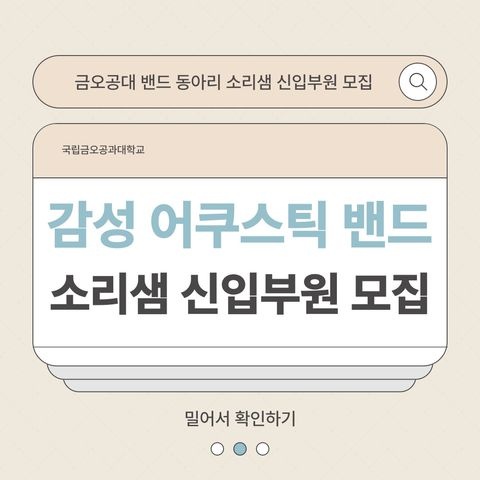 금오공대 밴드 동아리 소리샘 신입부원 모집
국립금오공과대학교
감성 어쿠스틱 밴드
소리샘 신입부원 모집
밀어서 확인하기